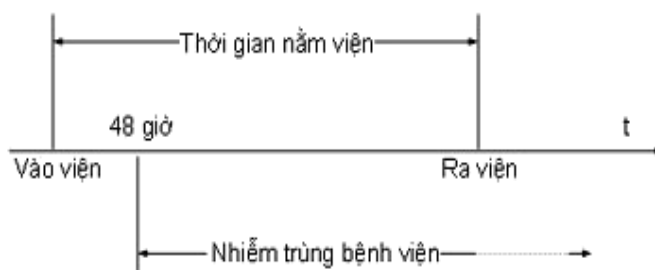 Thời gian nằm viện
48 giờ
t
Vào viện
Ra viện
Nhiễm trùng bệnh viện